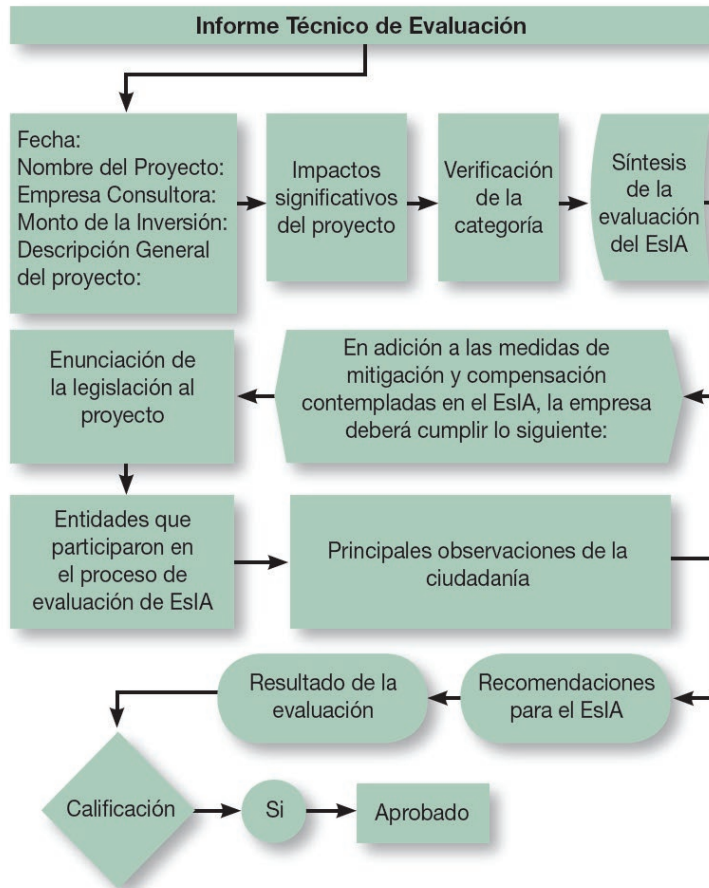 Informe Técnico de Evaluación
Fecha:
Nombre del Proyecto:
Empresa Consultora:
Monto de la Inversión:
Descripción General
del proyecto:
Impactos
significativos
del proyecto
Verificación
de la
categoría
Síntesis
de la
evaluación
del EsIA
En adición a las medidas de
mitigación y compensación
contempladas en el EsIA, la empresa
deberá cumplir lo siguiente:
Enunciación de
la legislación al
proyecto
Entidades que
participaron en
el proceso de
evaluación de EsIA
Principales observaciones de la
ciudadanía
Recomendaciones
para el EsIA
Resultado de la
evaluación
Calificación
Si
Aprobado